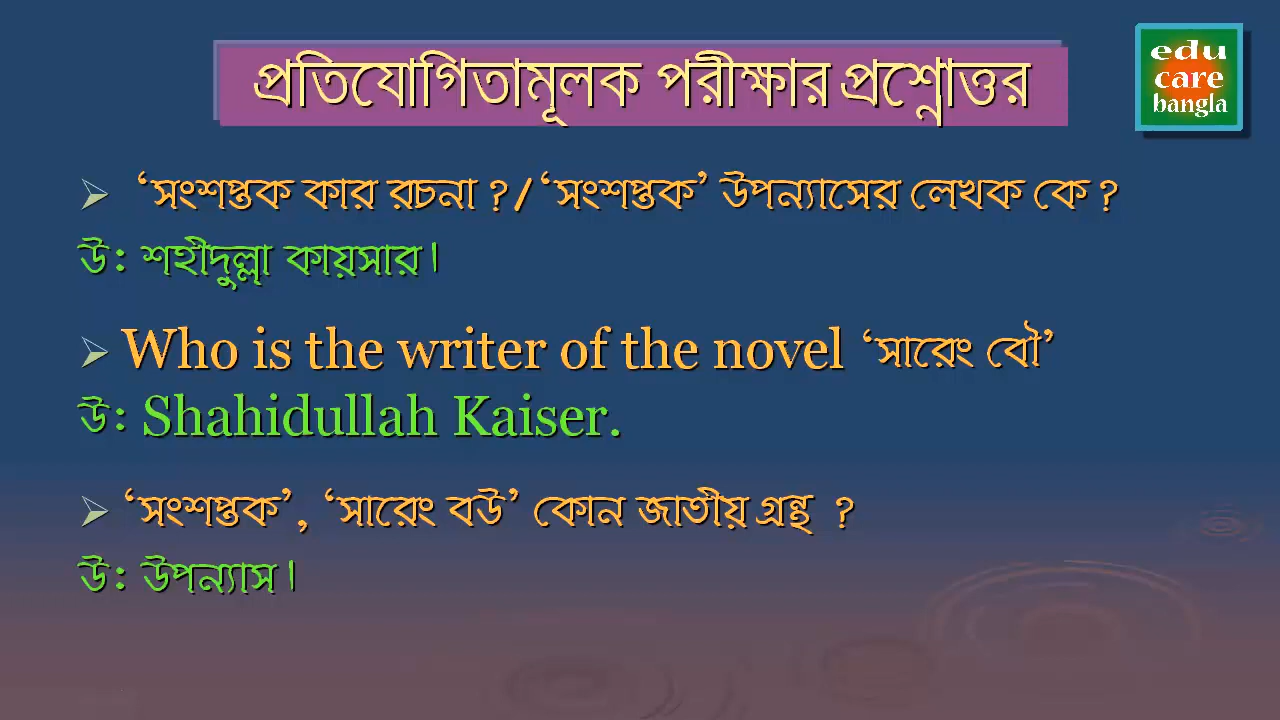 প্রতিযোগিতামূলক পরীক্ষার প্রশ্নোত্তর
edu
care
bangla
‘সংশপ্তক কার রচনা ?/‘সংশপ্তক’ উপন্যাসের লেখক কে ?
উ: শহীদুল্লা কায়সার।
Who is the writer of the novel ‘সারেং বৌ’
উ: Shahidullah Kaiser.
‘সংশপ্তক’, ‘সারেং বউ’ কোন জাতীয় গ্রন্থ ?
উ: উপন্যাস।